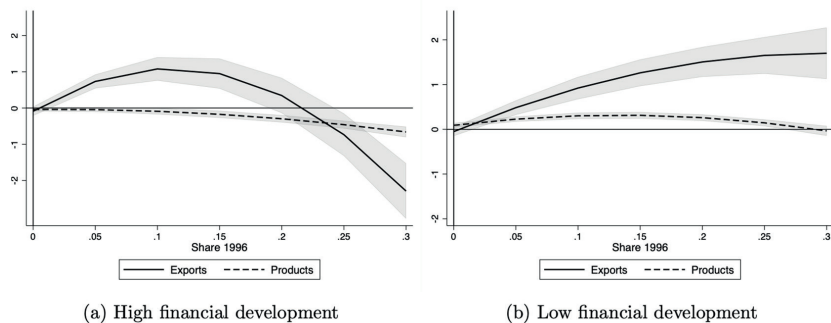 2
1
0
-1
-2
0 .05 .1 .15 .2 .25 .3
Share 1996
Exports Products
(a) High financial development
2
1
0
-1
-2
0 .05 .1 .15 .2 .25 .3
Share 1996
Exports Products
(b) Low financial development